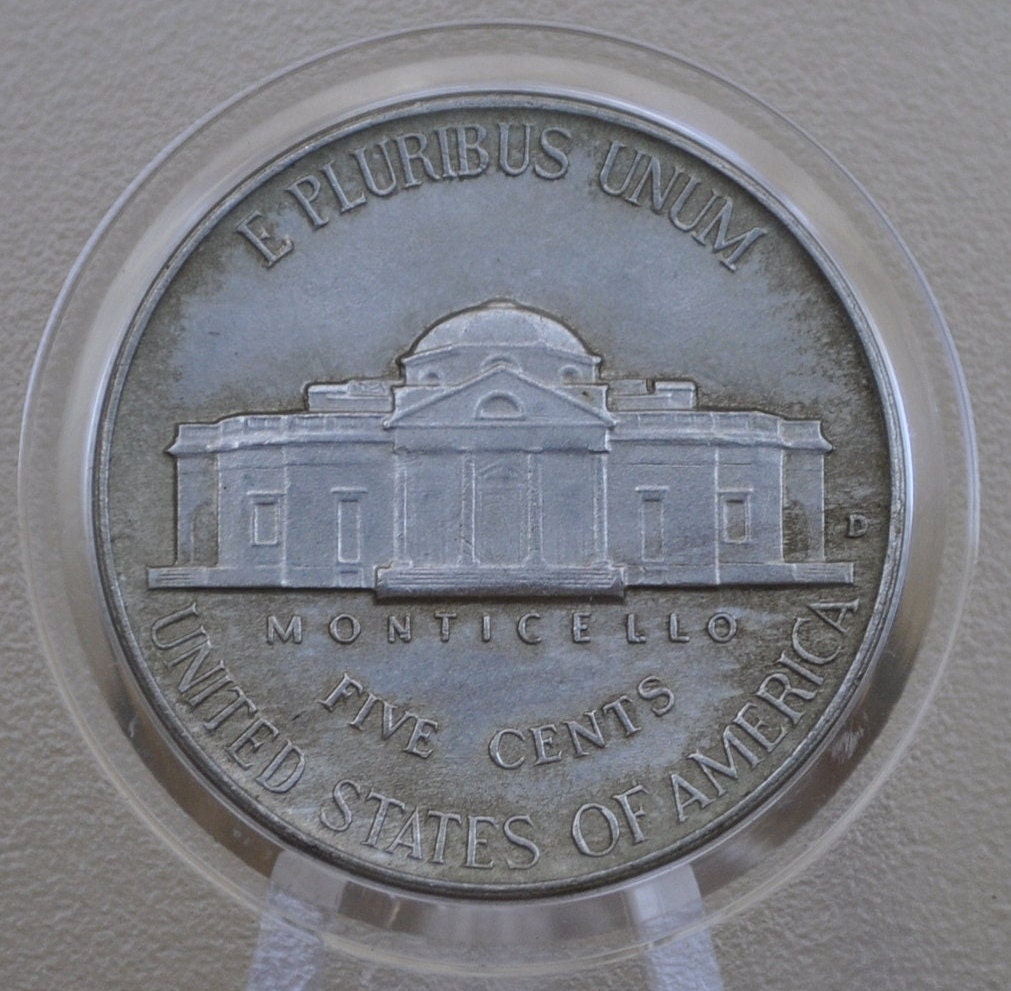 E PLURIBUS UNUM
D
MONTICELLO
FIVE CENTS
UNITED STATES OF AMERICA